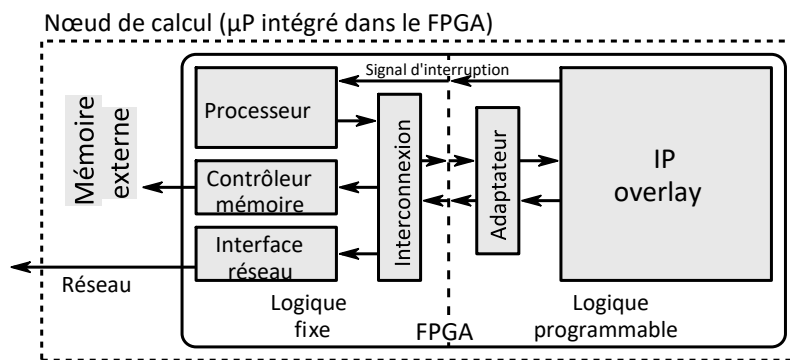 Nœud de calcul (µP intégré dans le FPGA)
Signal d'interruption
Processeur
Mémoire
externe
Contrôleur
mémoire
Interface
réseau
Interconnexion
Adaptateur
IP
overlay
Réseau
Logique
fixe
FPGA
Logique
programmable